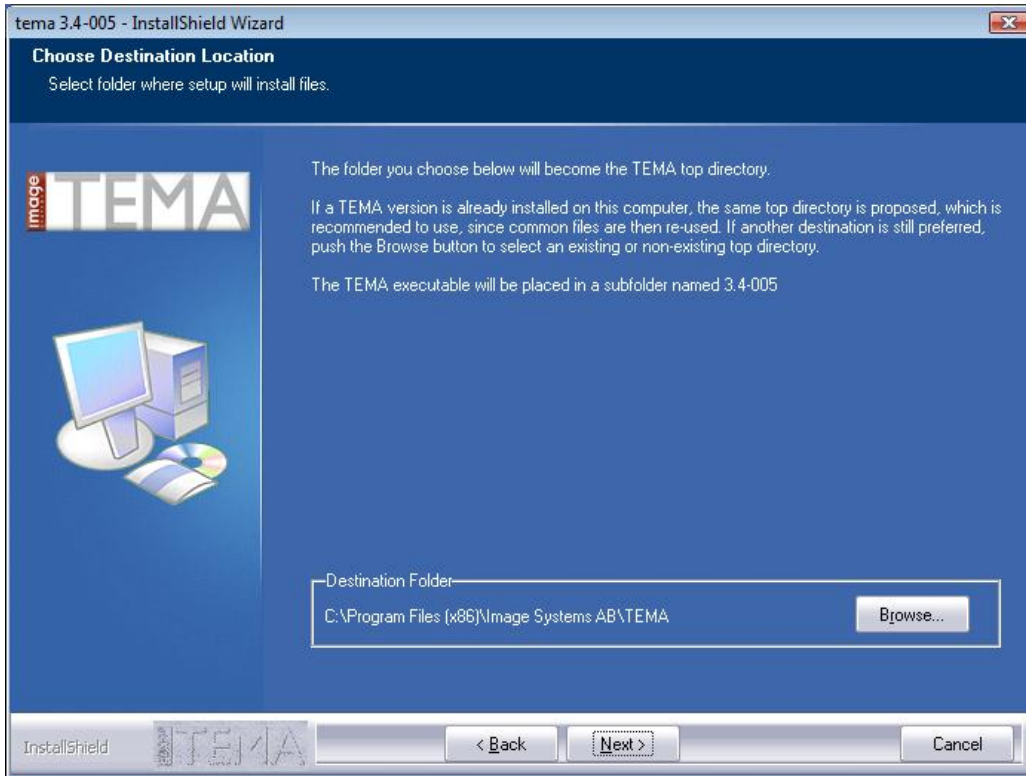 tema 3.4-005 - InstallShield Wizard
Choose Destination Location
Select folder where setup will install files.
image
TEMA
The folder you choose below will become the TEMA top directory.
If a TEMA version is already installed on this computer, the same top directory is proposed, which is
recommended to use, since common files are then re-used. If another destination is still preferred,
push the Browse button to select an existing or non-existing top directory.
The TEMA executable will be placed in a subfolder named 3.4-005
Destination Folder
C:\Program Files (x86)\Image Systems AB\TEMA
Browse...
InstallShield
TEMA
< Back
Next >
Cancel